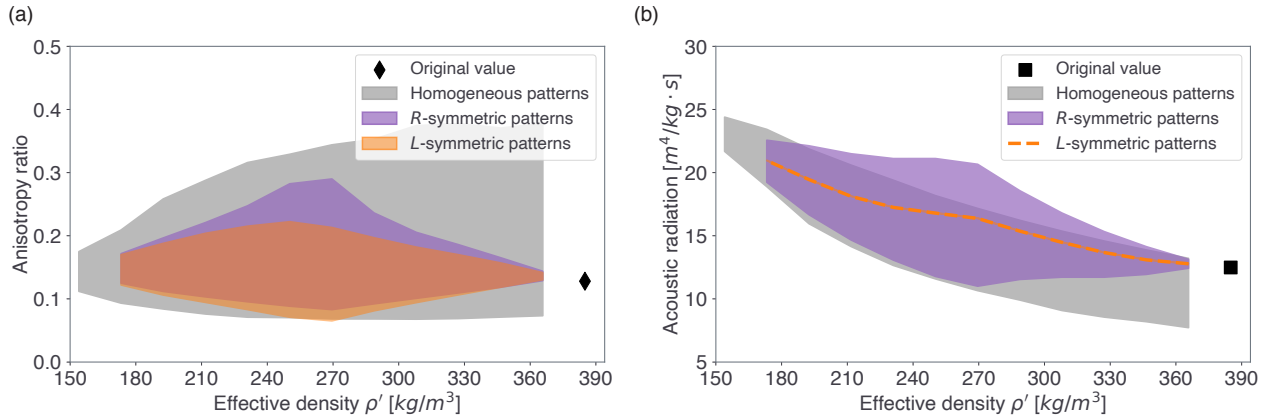 (a)
0.5
0.4
0.3
0.2
0.1
0.0
Anisotropy ratio
Original value
Homogeneous patterns
R-symmetric patterns
L-symmetric patterns
150 180 210 240 270 300 330 360 390
Effective density ρ′ [kg/m³]
(b)
30
25
20
15
10
5
Acoustic radiation [m⁴/kg · s]
Original value
Homogeneous patterns
R-symmetric patterns
L-symmetric patterns
150 180 210 240 270 300 330 360 390
Effective density ρ′ [kg/m³]